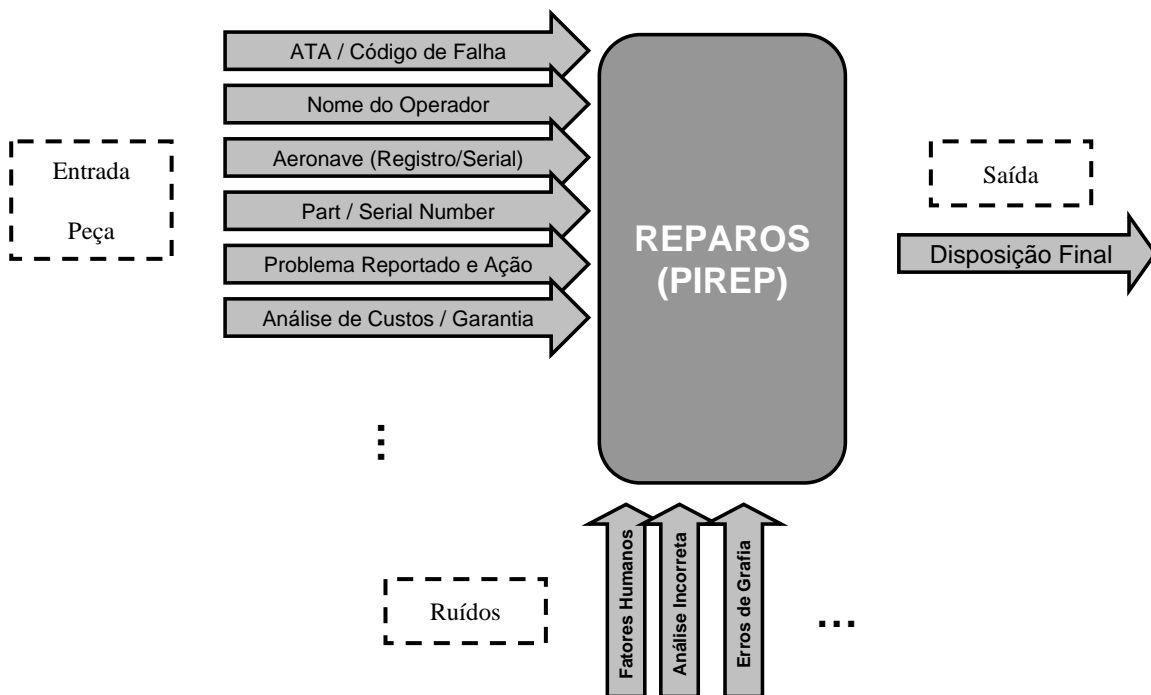 ATA / Código de Falha
Nome do Operador
Aeronave (Registro/Serial)
Part / Serial Number
Problema Reportado e Ação
Análise de Custos / Garantia
⋮
Entrada
Peça
REPAROS
(PIREP)
Saída
Disposição Final
Ruídos
Fatores Humanos
Análise Incorreta
Erros de Grafia
...